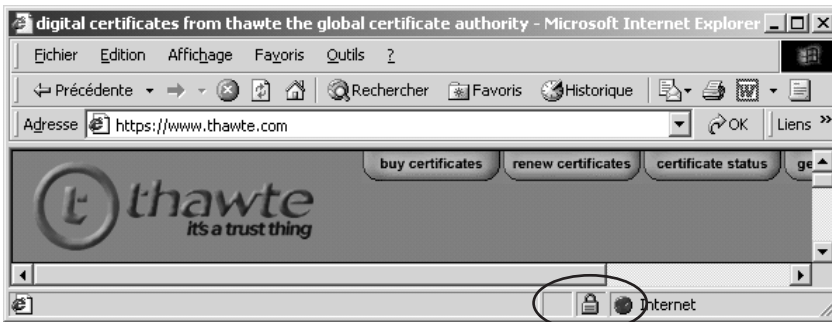 digital certificates from thawte the global certificate authority - Microsoft Internet Explorer
Fichier Edition Affichage Favoris Outils ?
Précédente Rechercher Favoris Historique
Adresse https://www.thawte.com OK Liens »
buy certificates renew certificates certificate status ge
t thawte
it's a trust thing
Internet